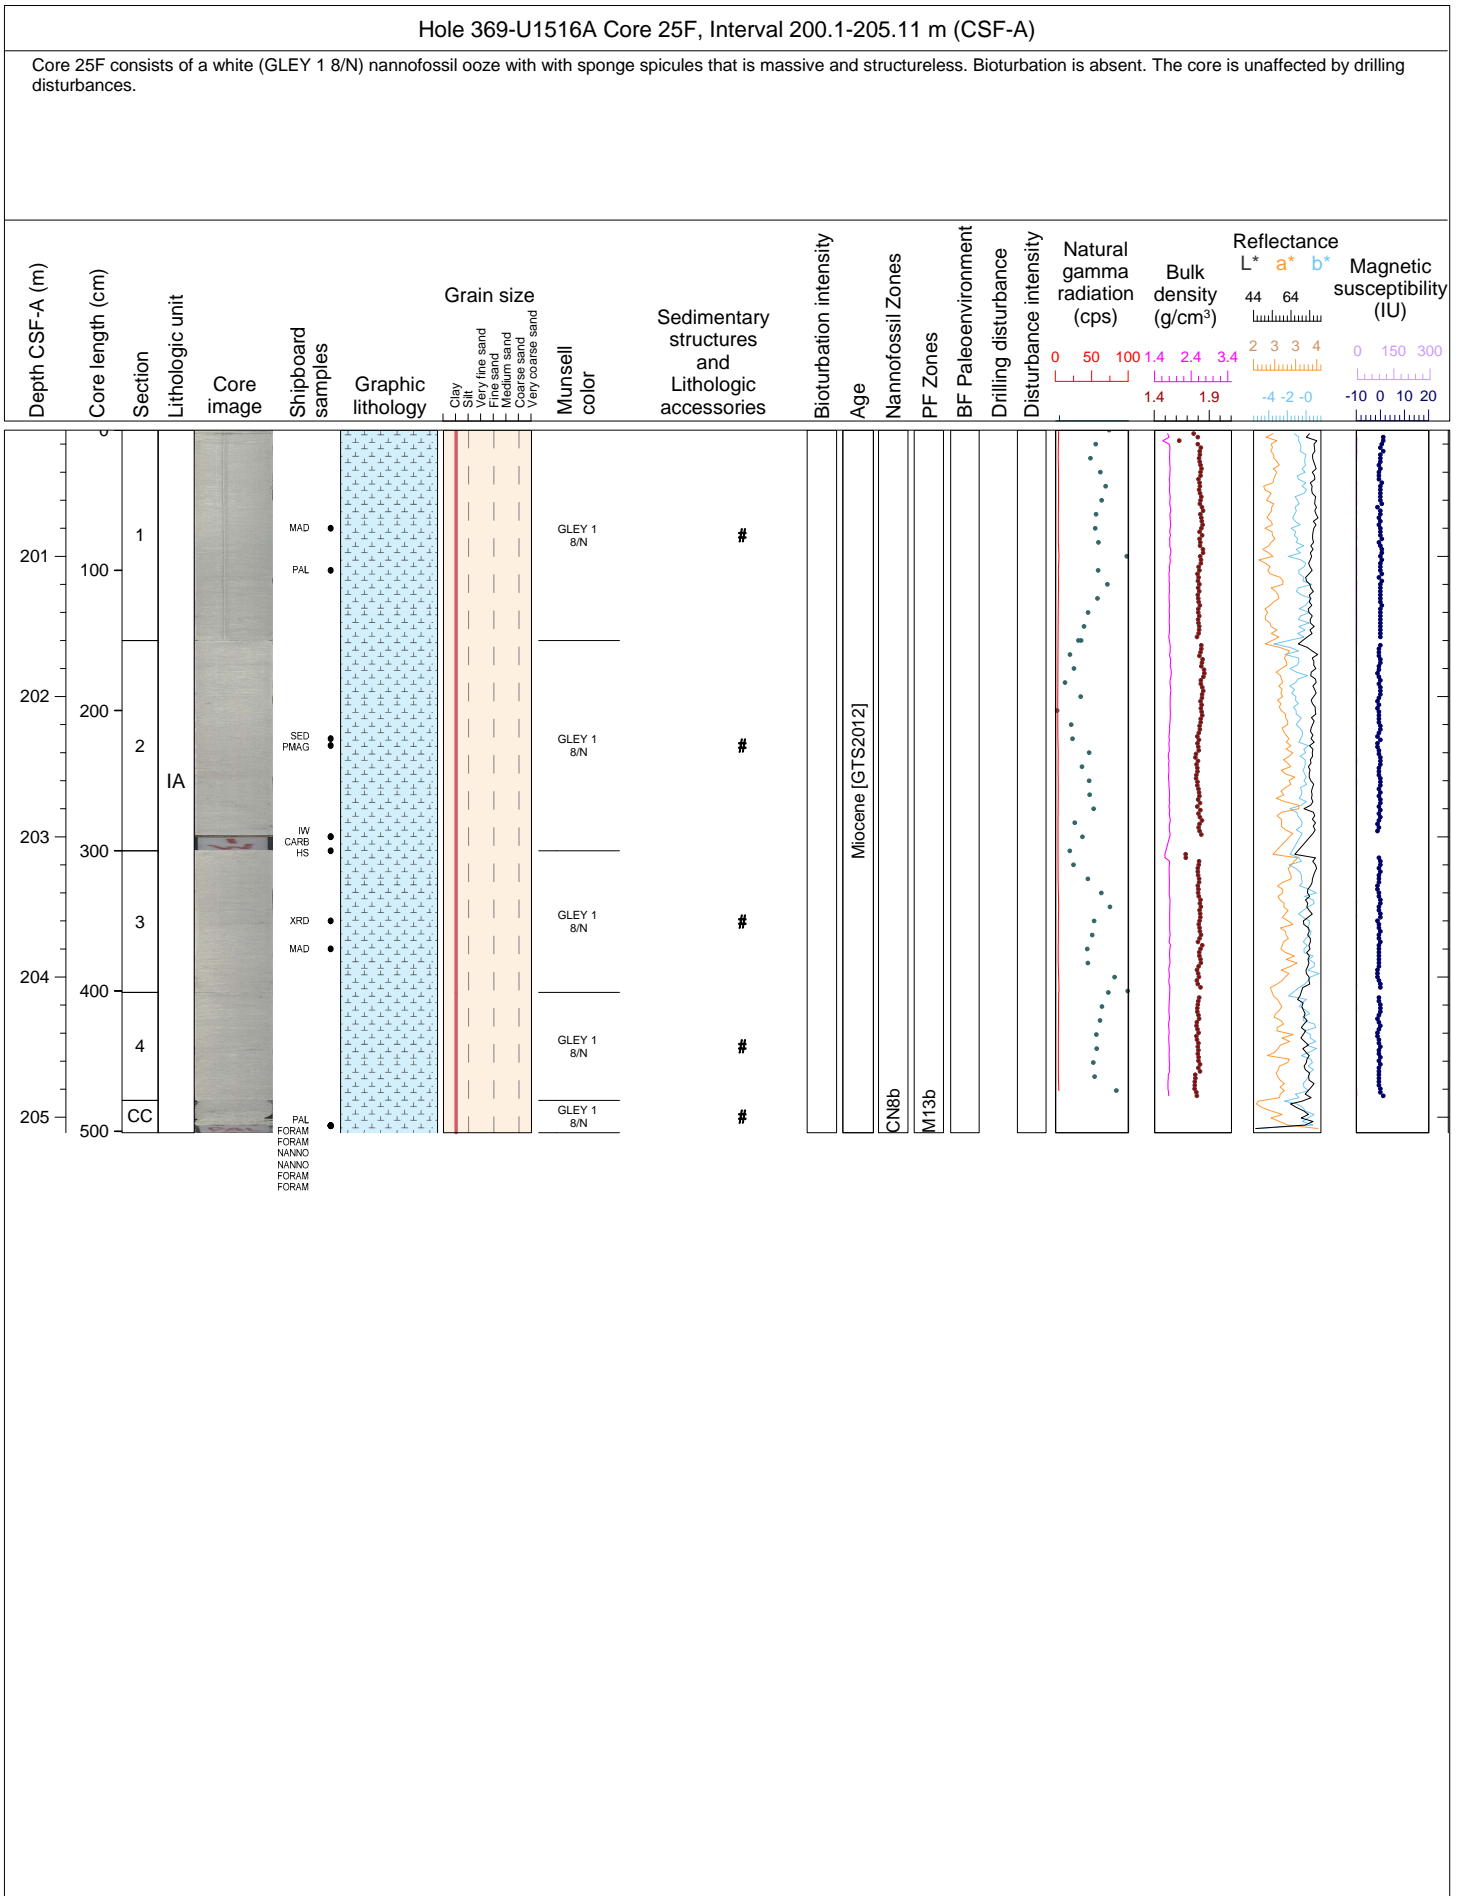 Hole 369-U1516A Core 25F, Interval 200.1-205.11 m (CSF-A)
Core 25F consists of a white (GLEY 1 8/N) nannofossil ooze with with sponge spicules that is massive and structureless. Bioturbation is absent. The core is unaffected by drilling
disturbances.
Depth CSF-A (m)
Core length (cm)
Section
Lithologic unit
Core
image
Shipboard
samples
Graphic
lithology
Grain size
Clay
Silt
Very fine sand
Fine sand
Medium sand
Coarse sand
Very coarse sand
Munsell
color
Sedimentary
structures
and
Lithologic
accessories
Bioturbation intensity
Age
Nannofossil Zones
PF Zones
BF Paleoenvironment
Drilling disturbance
Disturbance intensity
Natural
gamma
radiation
(cps)
0 50 100
Bulk
density
(g/cm³)
1.4 2.4 3.4
1.4 1.9
Reflectance
L* a* b*
44 64
2 3 3 4
-4 -2 -0
Magnetic
susceptibility
(IU)
0 150 300
-10 0 10 20
0
1
MAD
GLEY 1
8/N
#
201
100
PAL
202
200
2
SED
PMAG
GLEY 1
8/N
#
IA
Miocene [GTS2012]
203
300
IW
CARB
HS
3
XRD
GLEY 1
8/N
#
MAD
204
400
4
GLEY 1
8/N
#
205
500
CC
PAL
FORAM
FORAM
NANNO
NANNO
FORAM
FORAM
GLEY 1
8/N
#
CN8b
M13b